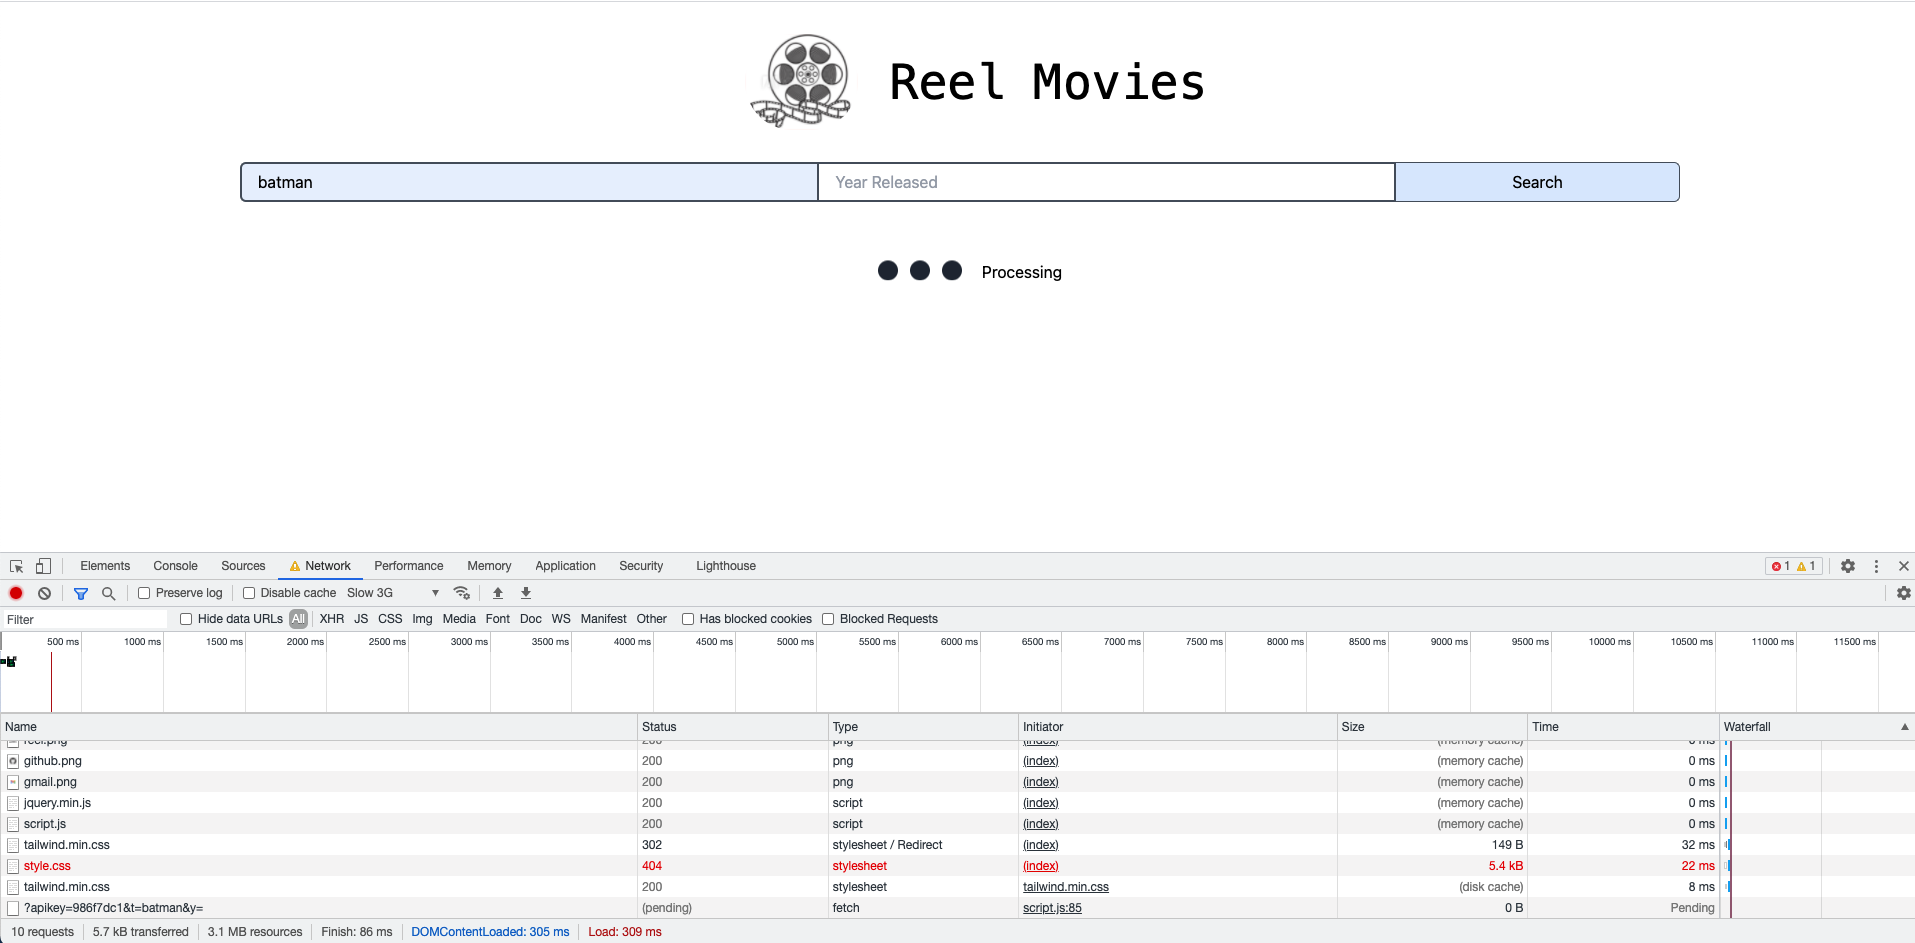 Reel Movies
batman Year Released Search
Processing
Elements Console Sources Network Performance Memory Application Security Lighthouse 1 1
Preserve log Disable cache Slow 3G
Filter Hide data URLs All XHR JS CSS Img Media Font Doc WS Manifest Other Has blocked cookies Blocked Requests
500 ms 1000 ms 1500 ms 2000 ms 2500 ms 3000 ms 3500 ms 4000 ms 4500 ms 5000 ms 5500 ms 6000 ms 6500 ms 7000 ms 7500 ms 8000 ms 8500 ms 9000 ms 9500 ms 10000 ms 10500 ms 11000 ms 11500 ms
Name Status Type Initiator Size Time Waterfall
reel.png 200 png (index) (memory cache) 0 ms
github.png 200 png (index) (memory cache) 0 ms
gmail.png 200 png (index) (memory cache) 0 ms
jquery.min.js 200 script (index) (memory cache) 0 ms
script.js 200 script (index) (memory cache) 0 ms
tailwind.min.css 302 stylesheet / Redirect (index) 149 B 32 ms
style.css 404 stylesheet (index) 5.4 kB 22 ms
tailwind.min.css 200 stylesheet tailwind.min.css (disk cache) 8 ms
?apikey=986f7dc1&t=batman&y= (pending) fetch script.js:85 0 B Pending
10 requests 5.7 kB transferred 3.1 MB resources Finish: 86 ms DOMContentLoaded: 305 ms Load: 309 ms